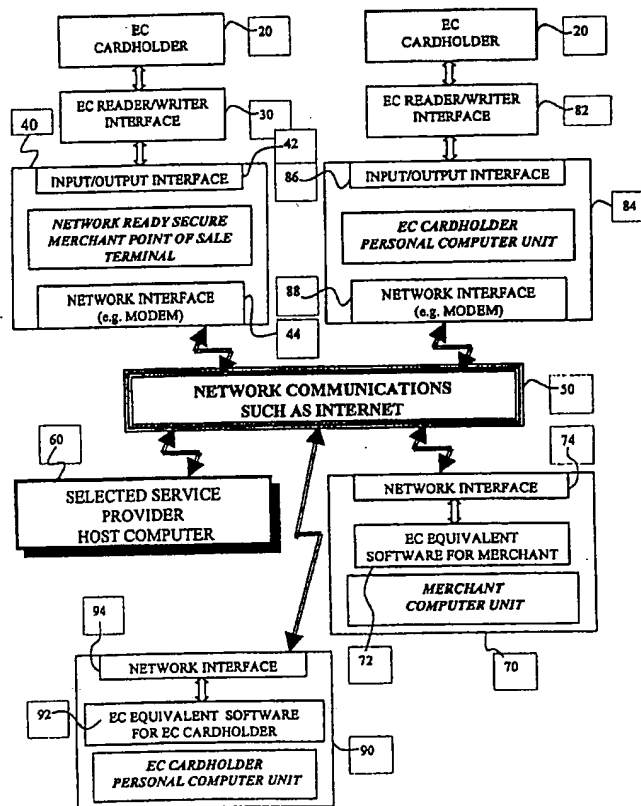 EC
CARDHOLDER
20
EC READER/WRITER
INTERFACE
30
40
42
INPUT/OUTPUT INTERFACE
NETWORK READY SECURE
MERCHANT POINT OF SALE
TERMINAL
NETWORK INTERFACE
(e.g. MODEM)
44
EC
CARDHOLDER
20
EC READER/WRITER
INTERFACE
82
86
INPUT/OUTPUT INTERFACE
84
EC CARDHOLDER
PERSONAL COMPUTER UNIT
88
NETWORK INTERFACE
(e.g. MODEM)
NETWORK COMMUNICATIONS
SUCH AS INTERNET
50
60
SELECTED SERVICE
PROVIDER
HOST COMPUTER
74
NETWORK INTERFACE
EC EQUIVALENT
SOFTWARE FOR MERCHANT
MERCHANT
COMPUTER UNIT
72
70
94
NETWORK INTERFACE
92
EC EQUIVALENT SOFTWARE
FOR EC CARDHOLDER
90
EC CARDHOLDER
PERSONAL COMPUTER UNIT